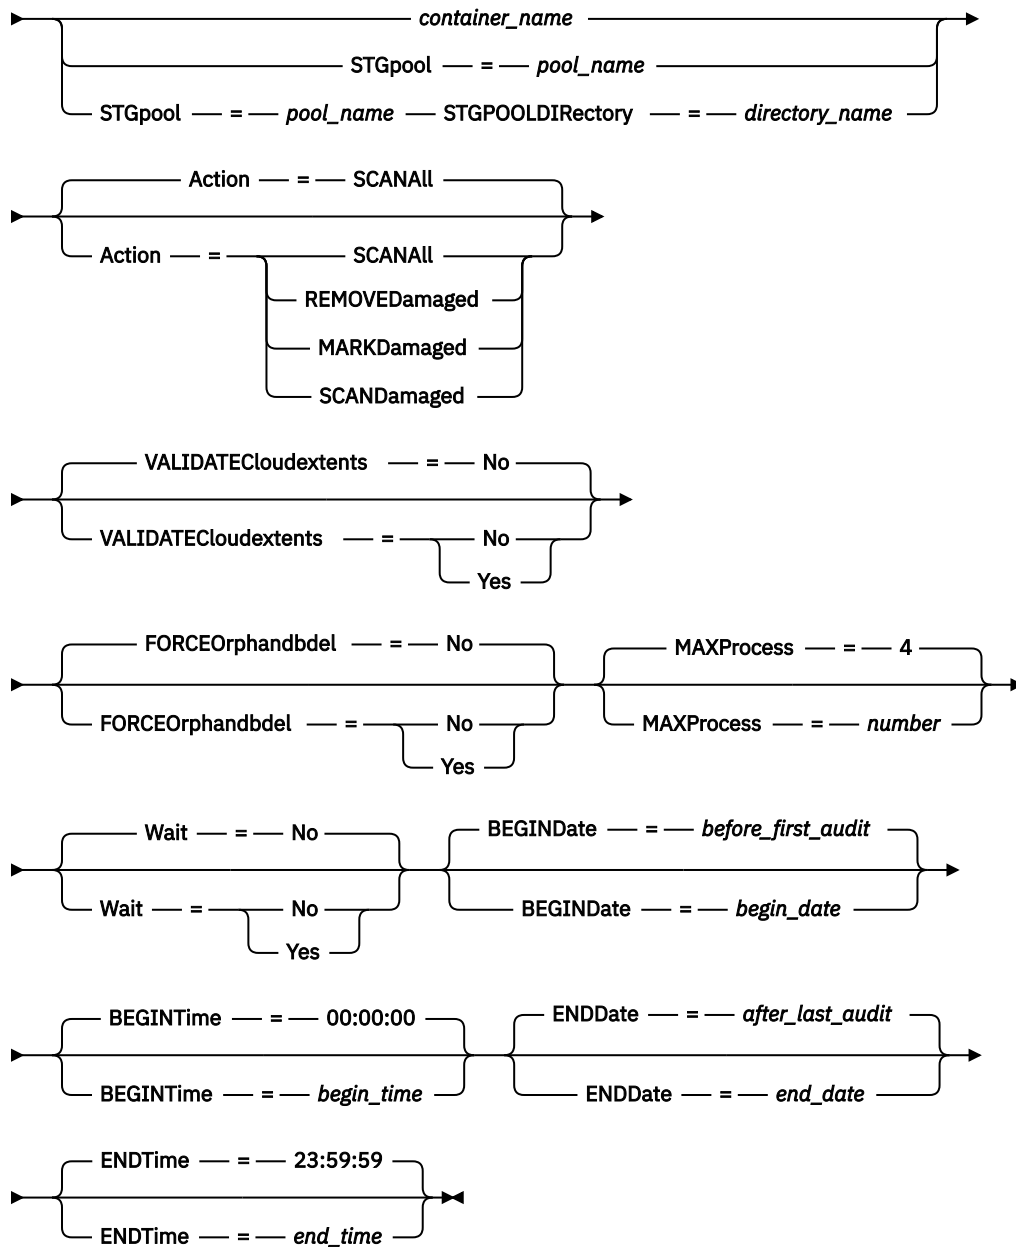 container_name
STGpool = pool_name
STGpool = pool_name STGPOOLDIRectory = directory_name
Action = SCANAll
Action = SCANAll
REMOVEDamaged
MARKDamaged
SCANDamaged
VALIDATECloudextents = No
VALIDATECloudextents = No
Yes
FORCEOrphandbdel = No MAXProcess = 4
FORCEOrphandbdel = No MAXProcess = number
Yes
Wait = No BEGINDate = before_first_audit
Wait = No BEGINDate = begin_date
Yes
BEGINTime = 00:00:00 ENDDate = after_last_audit
BEGINTime = begin_time ENDDate = end_date
ENDTime = 23:59:59
ENDTime = end_time